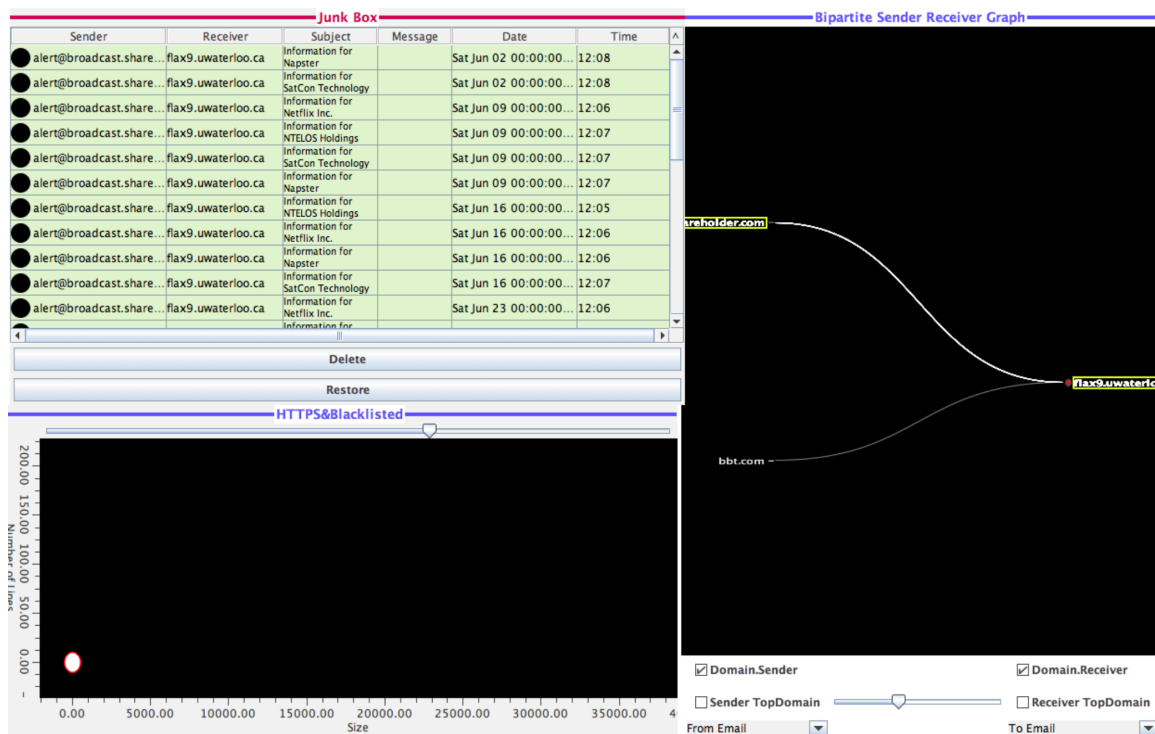 Junk Box
Sender Receiver Subject Message Date Time
alert@broadcast.share... flax9.uwaterloo.ca Information for Napster Sat Jun 02 00:00:00... 12:08
alert@broadcast.share... flax9.uwaterloo.ca Information for SatCon Technology Sat Jun 02 00:00:00... 12:08
alert@broadcast.share... flax9.uwaterloo.ca Information for Netflix Inc. Sat Jun 09 00:00:00... 12:06
alert@broadcast.share... flax9.uwaterloo.ca Information for NTELOS Holdings Sat Jun 09 00:00:00... 12:07
alert@broadcast.share... flax9.uwaterloo.ca Information for SatCon Technology Sat Jun 09 00:00:00... 12:07
alert@broadcast.share... flax9.uwaterloo.ca Information for Napster Sat Jun 09 00:00:00... 12:07
alert@broadcast.share... flax9.uwaterloo.ca Information for NTELOS Holdings Sat Jun 16 00:00:00... 12:05
alert@broadcast.share... flax9.uwaterloo.ca Information for Netflix Inc. Sat Jun 16 00:00:00... 12:06
alert@broadcast.share... flax9.uwaterloo.ca Information for Napster Sat Jun 16 00:00:00... 12:06
alert@broadcast.share... flax9.uwaterloo.ca Information for SatCon Technology Sat Jun 16 00:00:00... 12:07
alert@broadcast.share... flax9.uwaterloo.ca Information for Netflix Inc. Sat Jun 23 00:00:00... 12:06
Information for
Delete
Restore
HTTPS&Blacklisted
200.00
150.00
100.00
50.00
0.00
Number of Lines
0.00 5000.00 10000.00 15000.00 20000.00 25000.00 30000.00 35000.00 4
Size
Bipartite Sender Receiver Graph
areholder.com
flax9.uwaterlo
bbt.com
Domain.Sender Domain.Receiver
Sender TopDomain Receiver TopDomain
From Email To Email